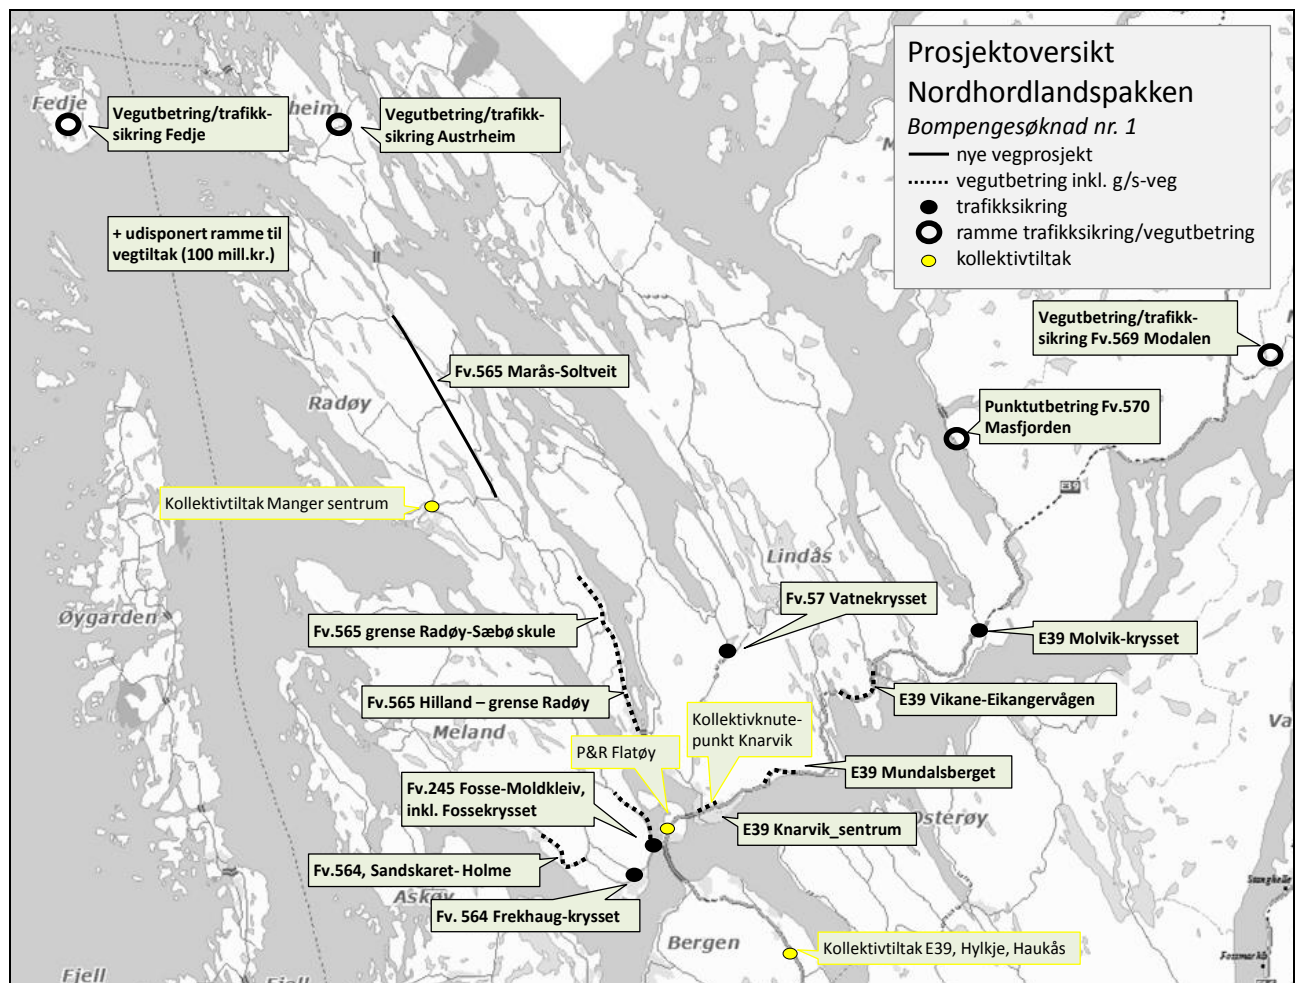 Prosjektoversikt
Nordhordlandspakken
Bompengesøknad nr. 1
nye vegprosjekt
vegutbetring inkl. g/s-veg
trafikksikring
ramme trafikksikring/vegutbetring
kollektivtiltak
Fedje
Vegutbetring/trafikk-
sikring Fedje
heim
Vegutbetring/trafikk-
sikring Austrheim
+ udisponert ramme til
vegtiltak (100 mill.kr.)
Vegutbetring/trafikk-
sikring Fv.569 Modalen
Fv.565 Marås-Soltveit
Radøy
Punktutbetring Fv.570
Masfjorden
Kollektivtiltak Manger sentrum
E39
Lindås
Fv.57 Vatnekrysset
Øygarden
Fv.565 grense Radøy-Sæbø skule
E39 Molvik-krysset
Fv.565 Hilland – grense Radøy
E39 Vikane-Eikangervågen
Kollektivknute-
punkt Knarvik
Meland
P&R Flatøy
E39 Mundalsberget
Fv.245 Fosse-Moldkleiv,
inkl. Fossekrysset
Osterøy
E39 Knarvik_sentrum
Fv.564, Sandskaret- Holme
Askøy
Fv. 564 Frekhaug-krysset
Bergen
Kollektivtiltak E39, Hylkje, Haukås
Fjell
Fjell